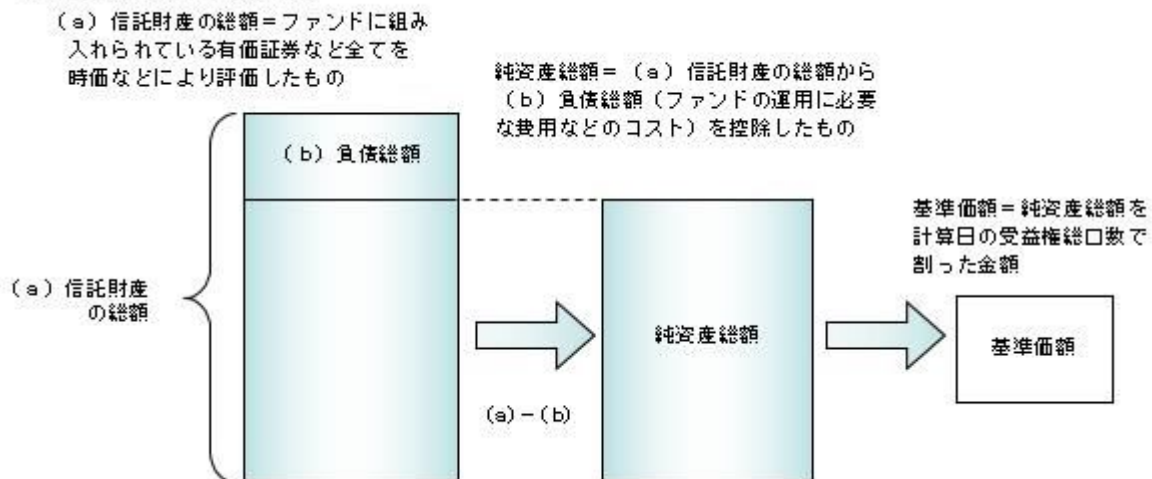 (a)信託財産の総額=ファンドに組み
入れられている有価証券など全てを
時価などにより評価したもの
純資産総額=(a)信託財産の総額から
(b)負債総額(ファンドの運用に必要
な費用などのコスト)を控除したもの
(b)負債総額
基準価額=純資産総額を
計算日の受益権総口数で
割った金額
(a)信託財産
の総額
純資産総額
基準価額
(a)-(b)